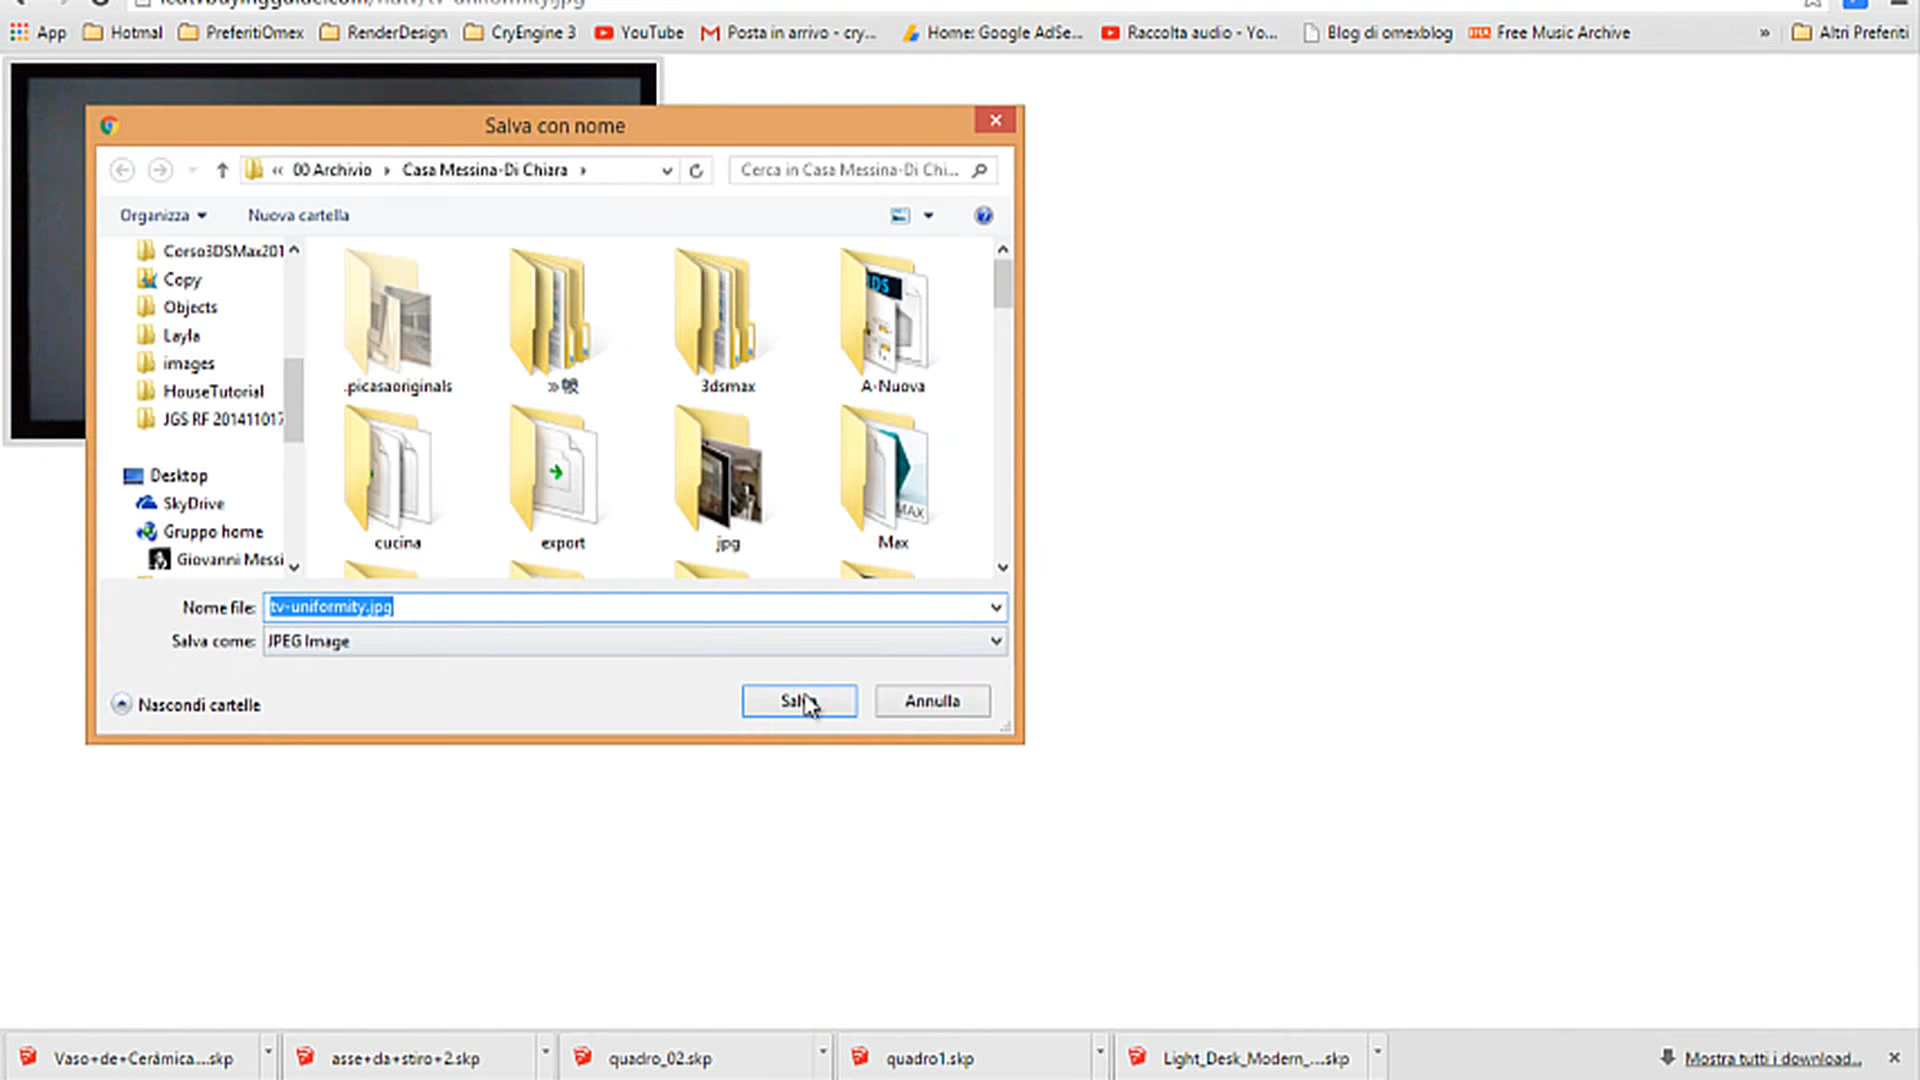 App Hotmal PreferitiOmex RenderDesign CryEngine 3 YouTube Posta in arrivo - cry... Home: Google AdSe... Raccolta audio - Yo... Blog di omexblog Free Music Archive » Altri Preferiti
Salva con nome
« 00 Archivio Casa Messina-Di Chiara Cerca in Casa Messina-Di Chi...
Organizza Nuova cartella
Corso3DSMax201
Copy
Objects
Layla
images
HouseTutorial
JGS RF 201411017
Desktop
SkyDrive
Gruppo home
Giovanni Messi
.picasaoriginals 3dsmax A-Nuova
cucina export jpg Max
Nome file: tv-uniformity.jpg
Salva come: JPEG Image
Nascondi cartelle Salva Annulla
Vaso+de+Cerâmica....skp asse+da+stiro+2.skp quadro_02.skp quadro1.skp Light_Desk_Modern_....skp Mostra tutti i download...